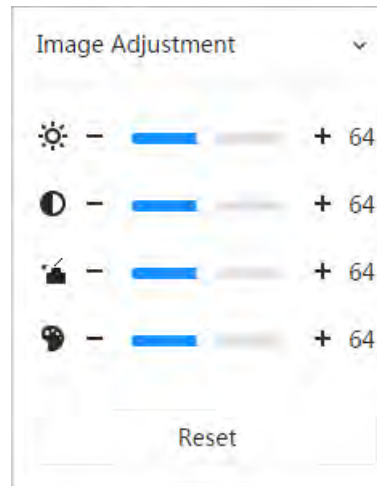 Image Adjustment
- + 64
- + 64
- + 64
- + 64
Reset